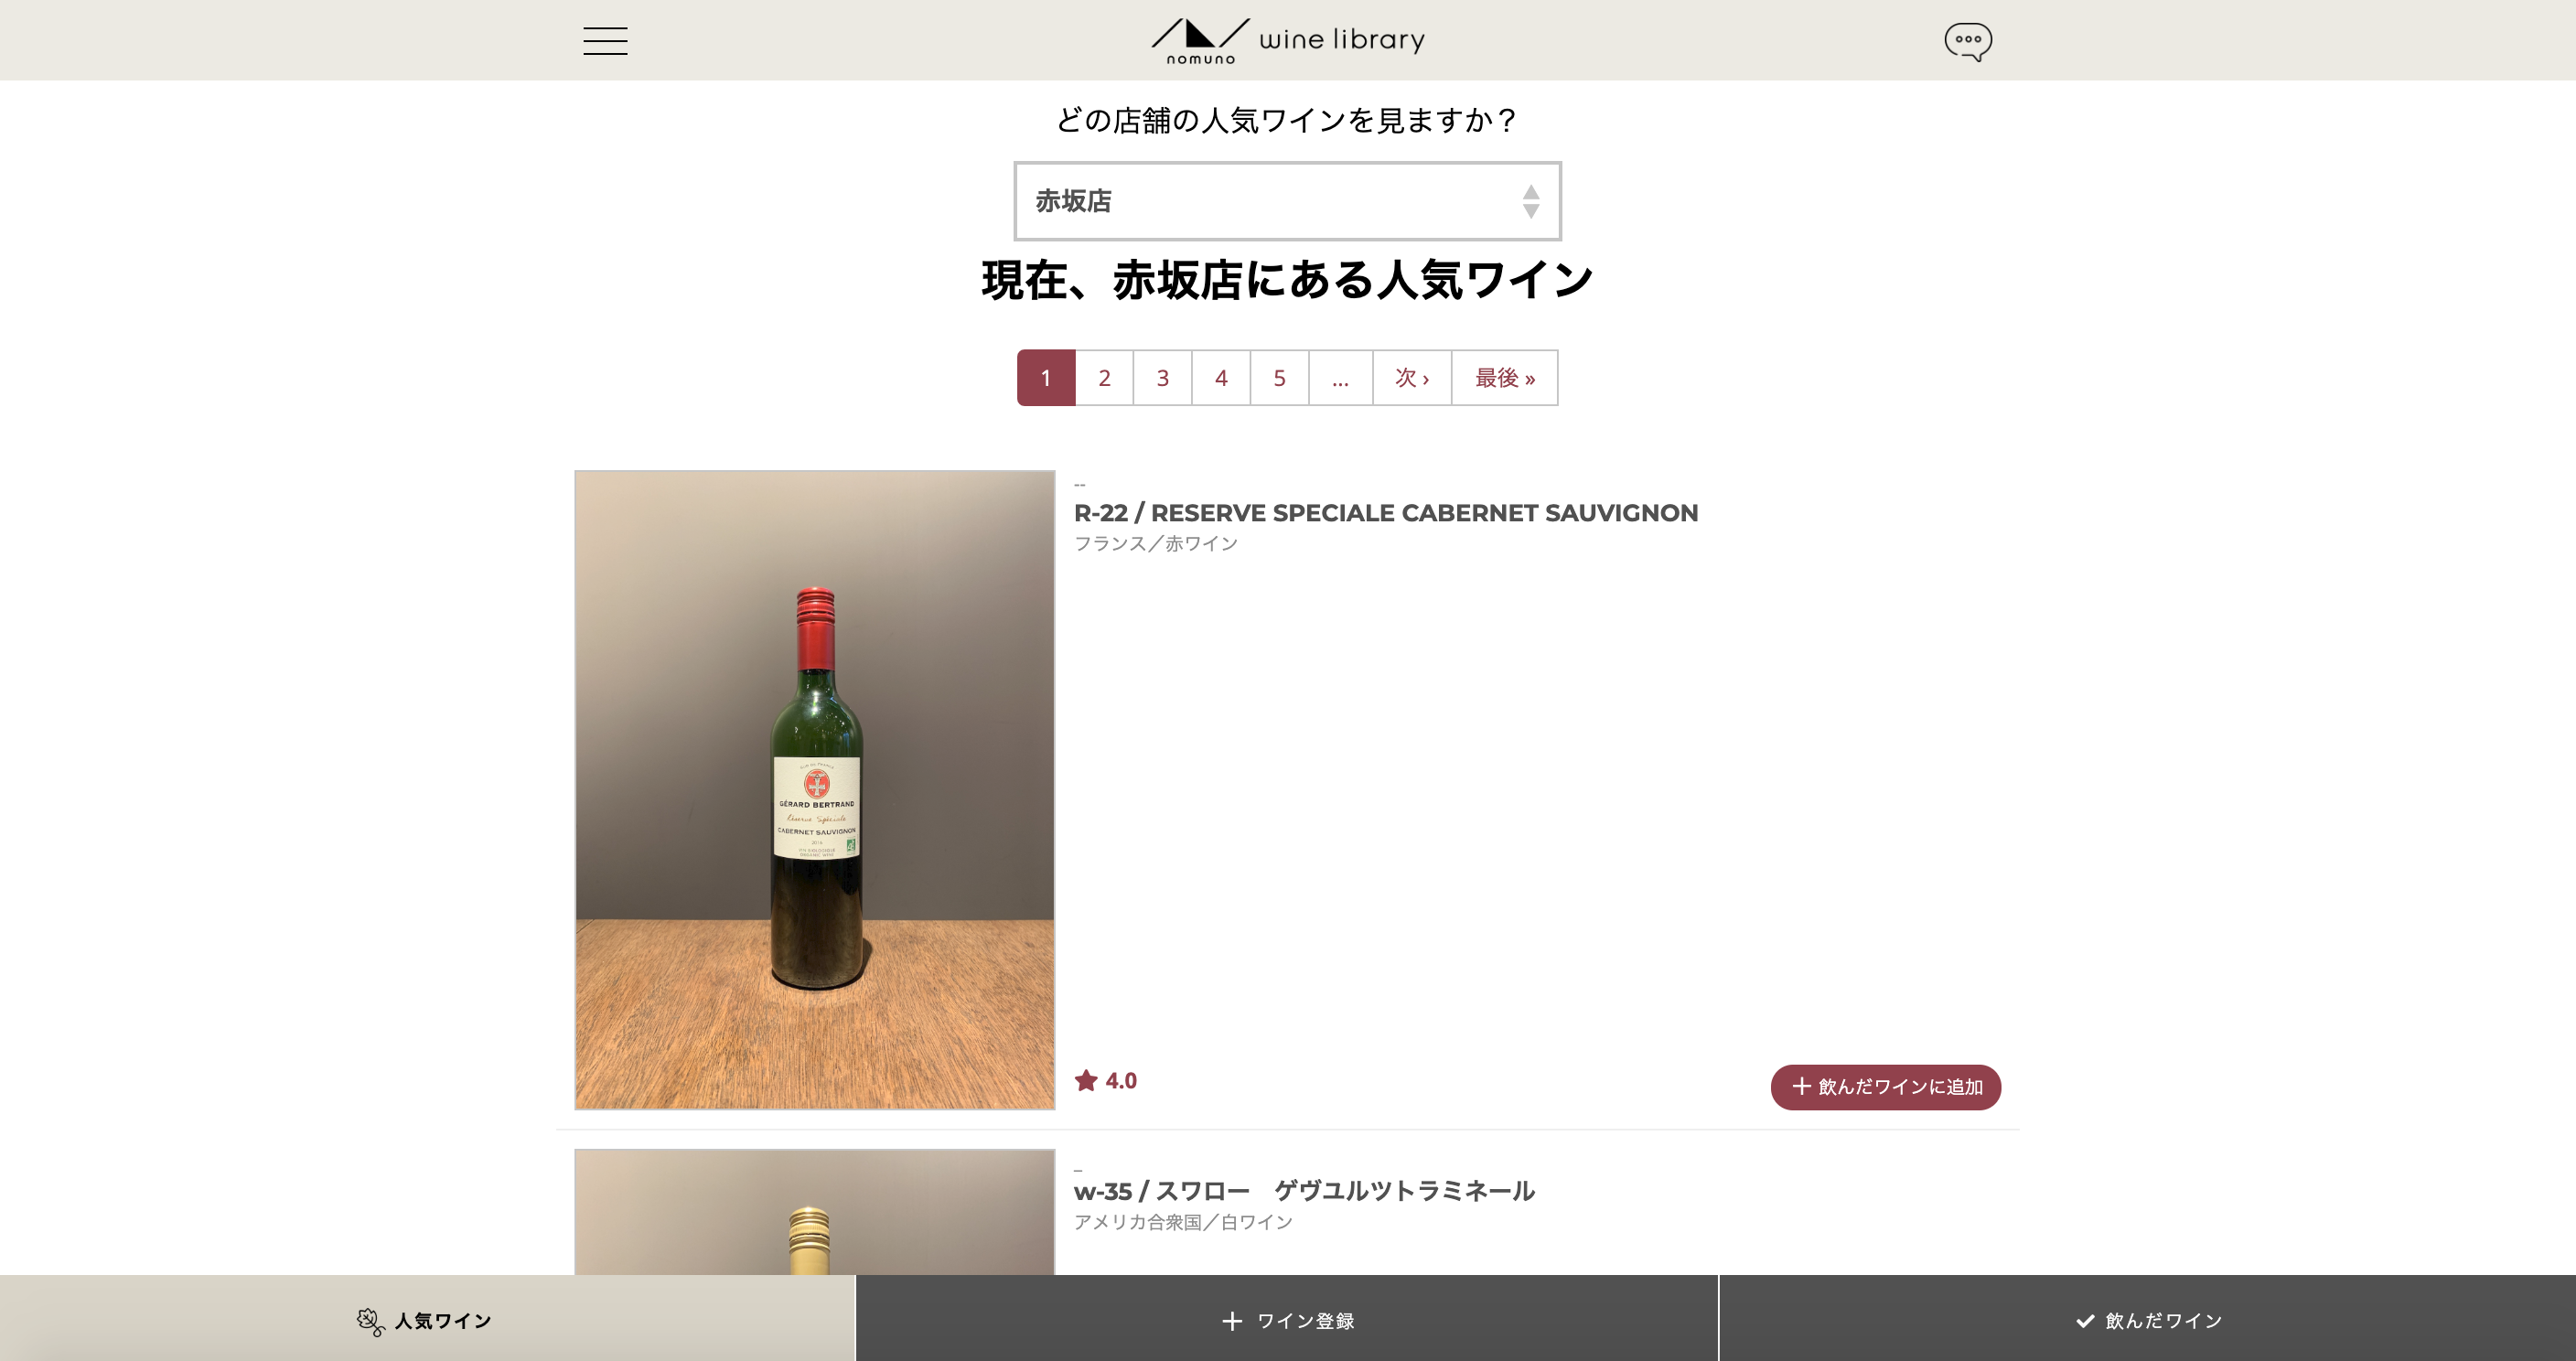 nomuno wine library
どの店舗の人気ワインを見ますか？
赤坂店
現在、赤坂店にある人気ワイン
1 2 3 4 5 ... 次 › 最後 »
--
R-22 / RESERVE SPECIALE CABERNET SAUVIGNON
フランス／赤ワイン
GÉRARD BERTRAND
Réserve Spéciale
CABERNET SAUVIGNON
4.0
飲んだワインに追加
–
w-35 / スワロー　ゲヴュルツトラミネール
アメリカ合衆国／白ワイン
人気ワイン
ワイン登録
飲んだワイン